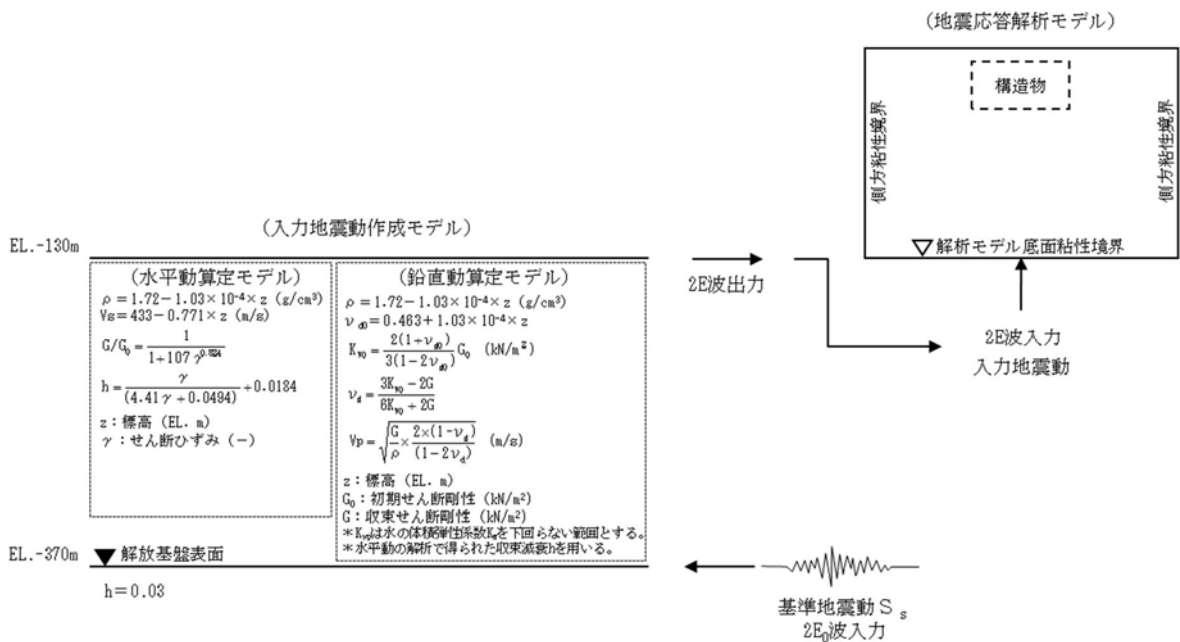 (地震応答解析モデル)
構造物
側方粘性境界
側方粘性境界
▽解析モデル底面粘性境界
(入力地震動作成モデル)
EL.-130m
(水平動算定モデル)
ρ=1.72-1.03×10⁻⁴×z (g/cm³)
Vs=433-0.771×z (m/s)
G/G₀=1/(1+107γ^0.824)
h=γ/(4.41γ+0.0494)+0.0184
z:標高 (EL. m)
γ:せん断ひずみ (-)
(鉛直動算定モデル)
ρ=1.72-1.03×10⁻⁴×z (g/cm³)
ν_d0=0.463+1.03×10⁻⁴×z
K_w0=2(1+ν_d0)/3(1-2ν_d0) G₀ (kN/m²)
ν_d=(3K_w0-2G)/(6K_w0+2G)
Vp=√(G/ρ×2×(1-ν_d)/(1-2ν_d)) (m/s)
z:標高 (EL. m)
G₀:初期せん断剛性 (kN/m²)
G:収束せん断剛性 (kN/m²)
*K_w0は水の体積弾性係数K_fを下回らない範囲とする。
*水平動の解析で得られた収束減衰hを用いる。
2E波出力
2E波入力
入力地震動
EL.-370m
▼解放基盤表面
h=0.03
基準地震動Ss
2E₀波入力